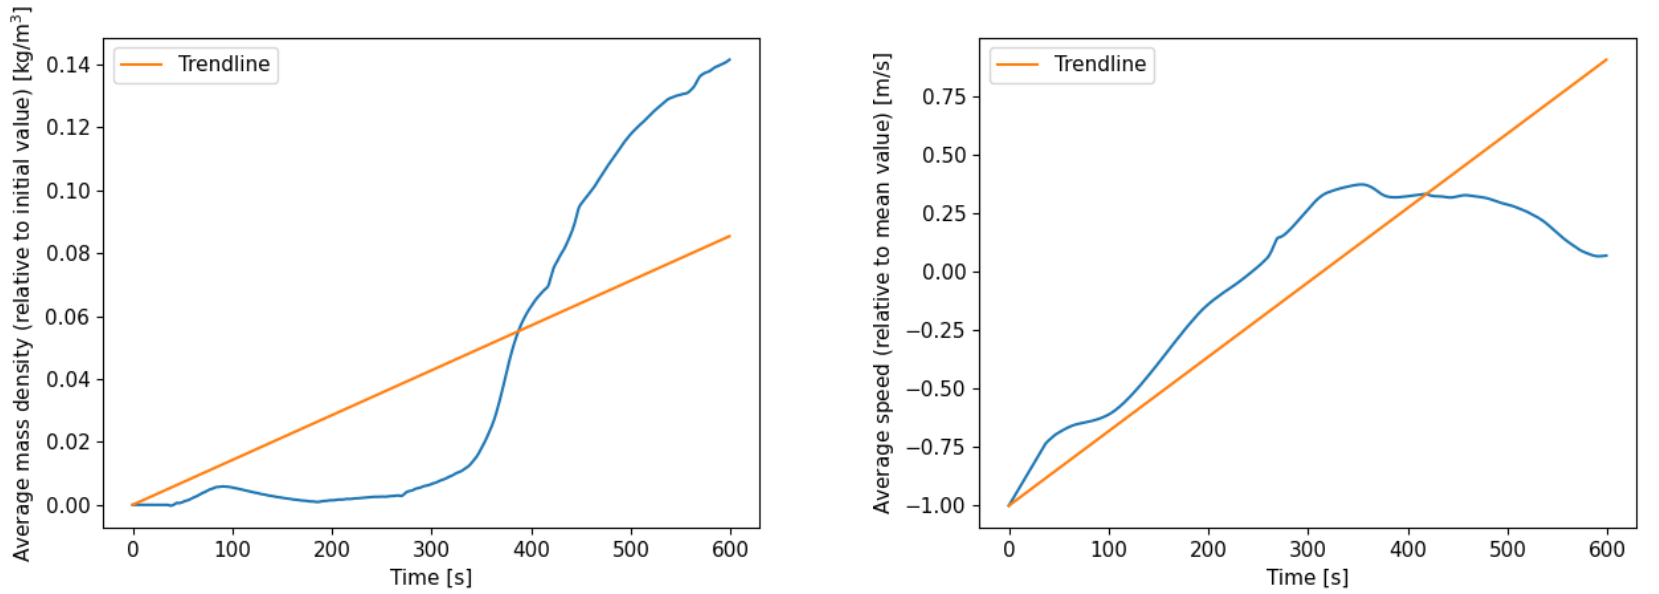 Average mass density (relative to initial value) [kg/m³]
Trendline
0.14
0.12
0.10
0.08
0.06
0.04
0.02
0.00
0 100 200 300 400 500 600
Time [s]
Average speed (relative to mean value) [m/s]
Trendline
0.75
0.50
0.25
0.00
−0.25
−0.50
−0.75
−1.00
0 100 200 300 400 500 600
Time [s]